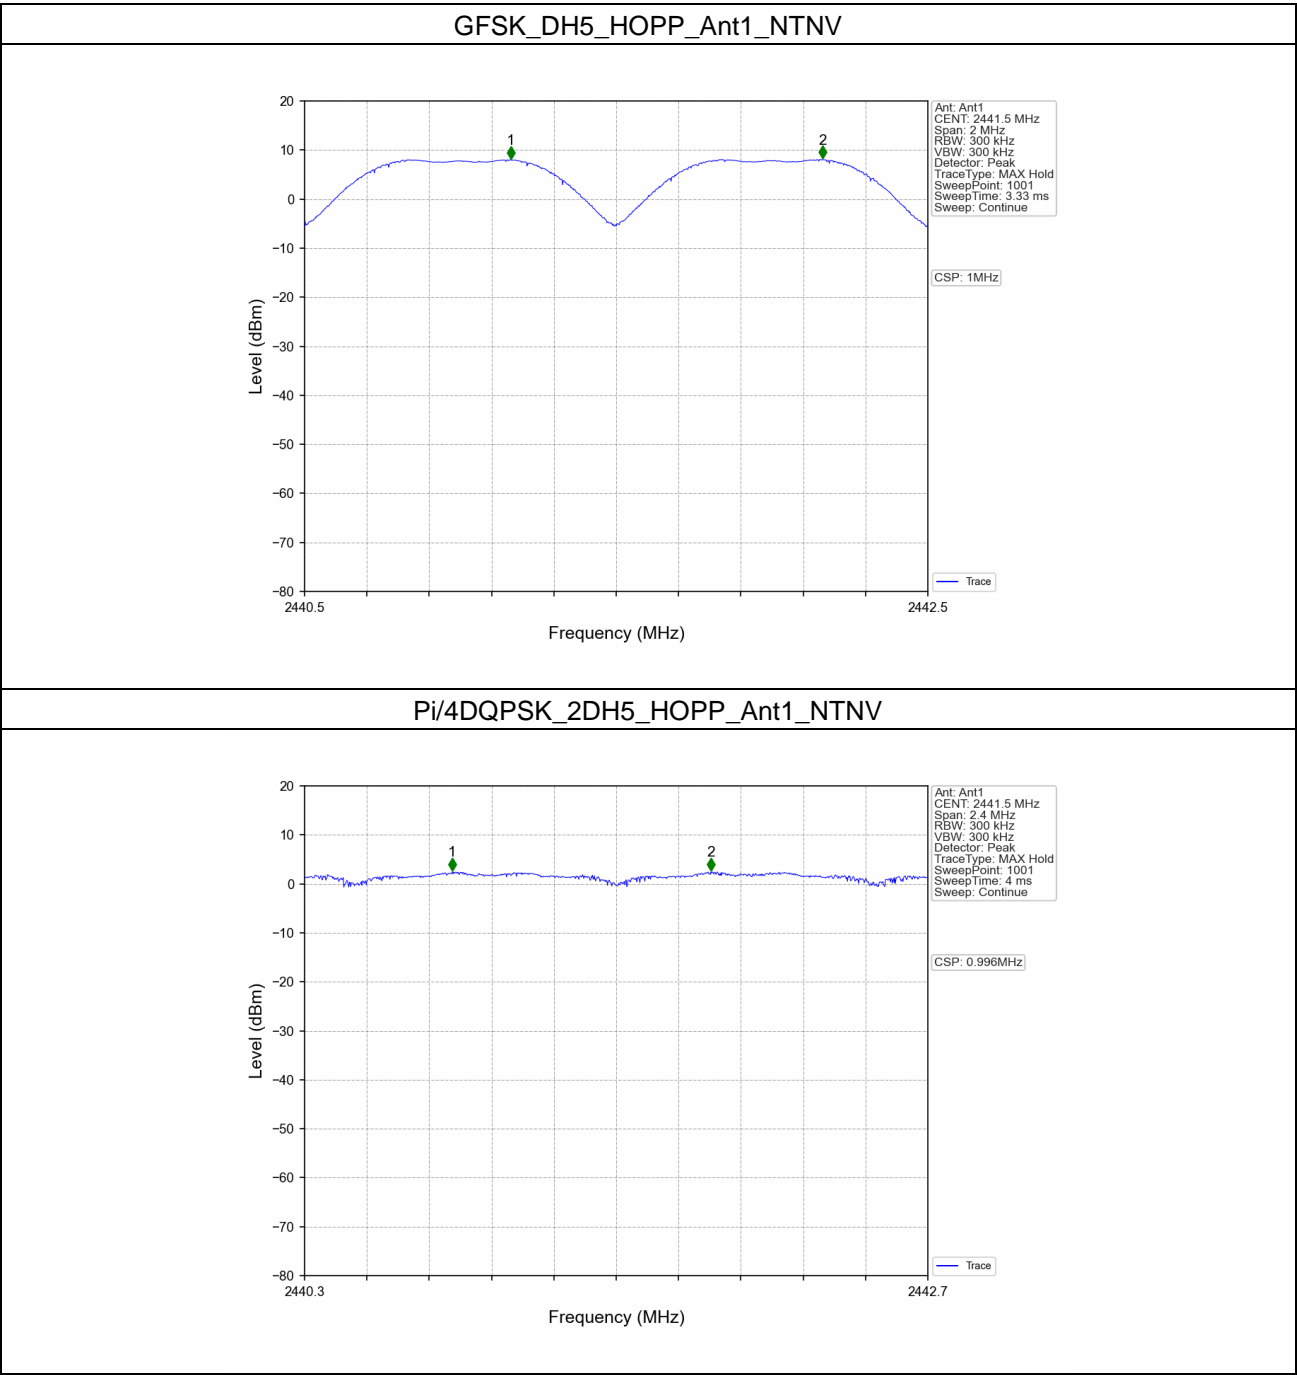 GFSK_DH5_HOPP_Ant1_NTNV
20
10
0
−10
−20
−30
−40
−50
−60
−70
−80
Level (dBm)
1
2
2440.5
2442.5
Frequency (MHz)
Ant: Ant1
CENT: 2441.5 MHz
Span: 2 MHz
RBW: 300 kHz
VBW: 300 kHz
Detector: Peak
TraceType: MAX Hold
SweepPoint: 1001
SweepTime: 3.33 ms
Sweep: Continue
CSP: 1MHz
Trace
Pi/4DQPSK_2DH5_HOPP_Ant1_NTNV
20
10
0
−10
−20
−30
−40
−50
−60
−70
−80
Level (dBm)
1
2
2440.3
2442.7
Frequency (MHz)
Ant: Ant1
CENT: 2441.5 MHz
Span: 2.4 MHz
RBW: 300 kHz
VBW: 300 kHz
Detector: Peak
TraceType: MAX Hold
SweepPoint: 1001
SweepTime: 4 ms
Sweep: Continue
CSP: 0.996MHz
Trace